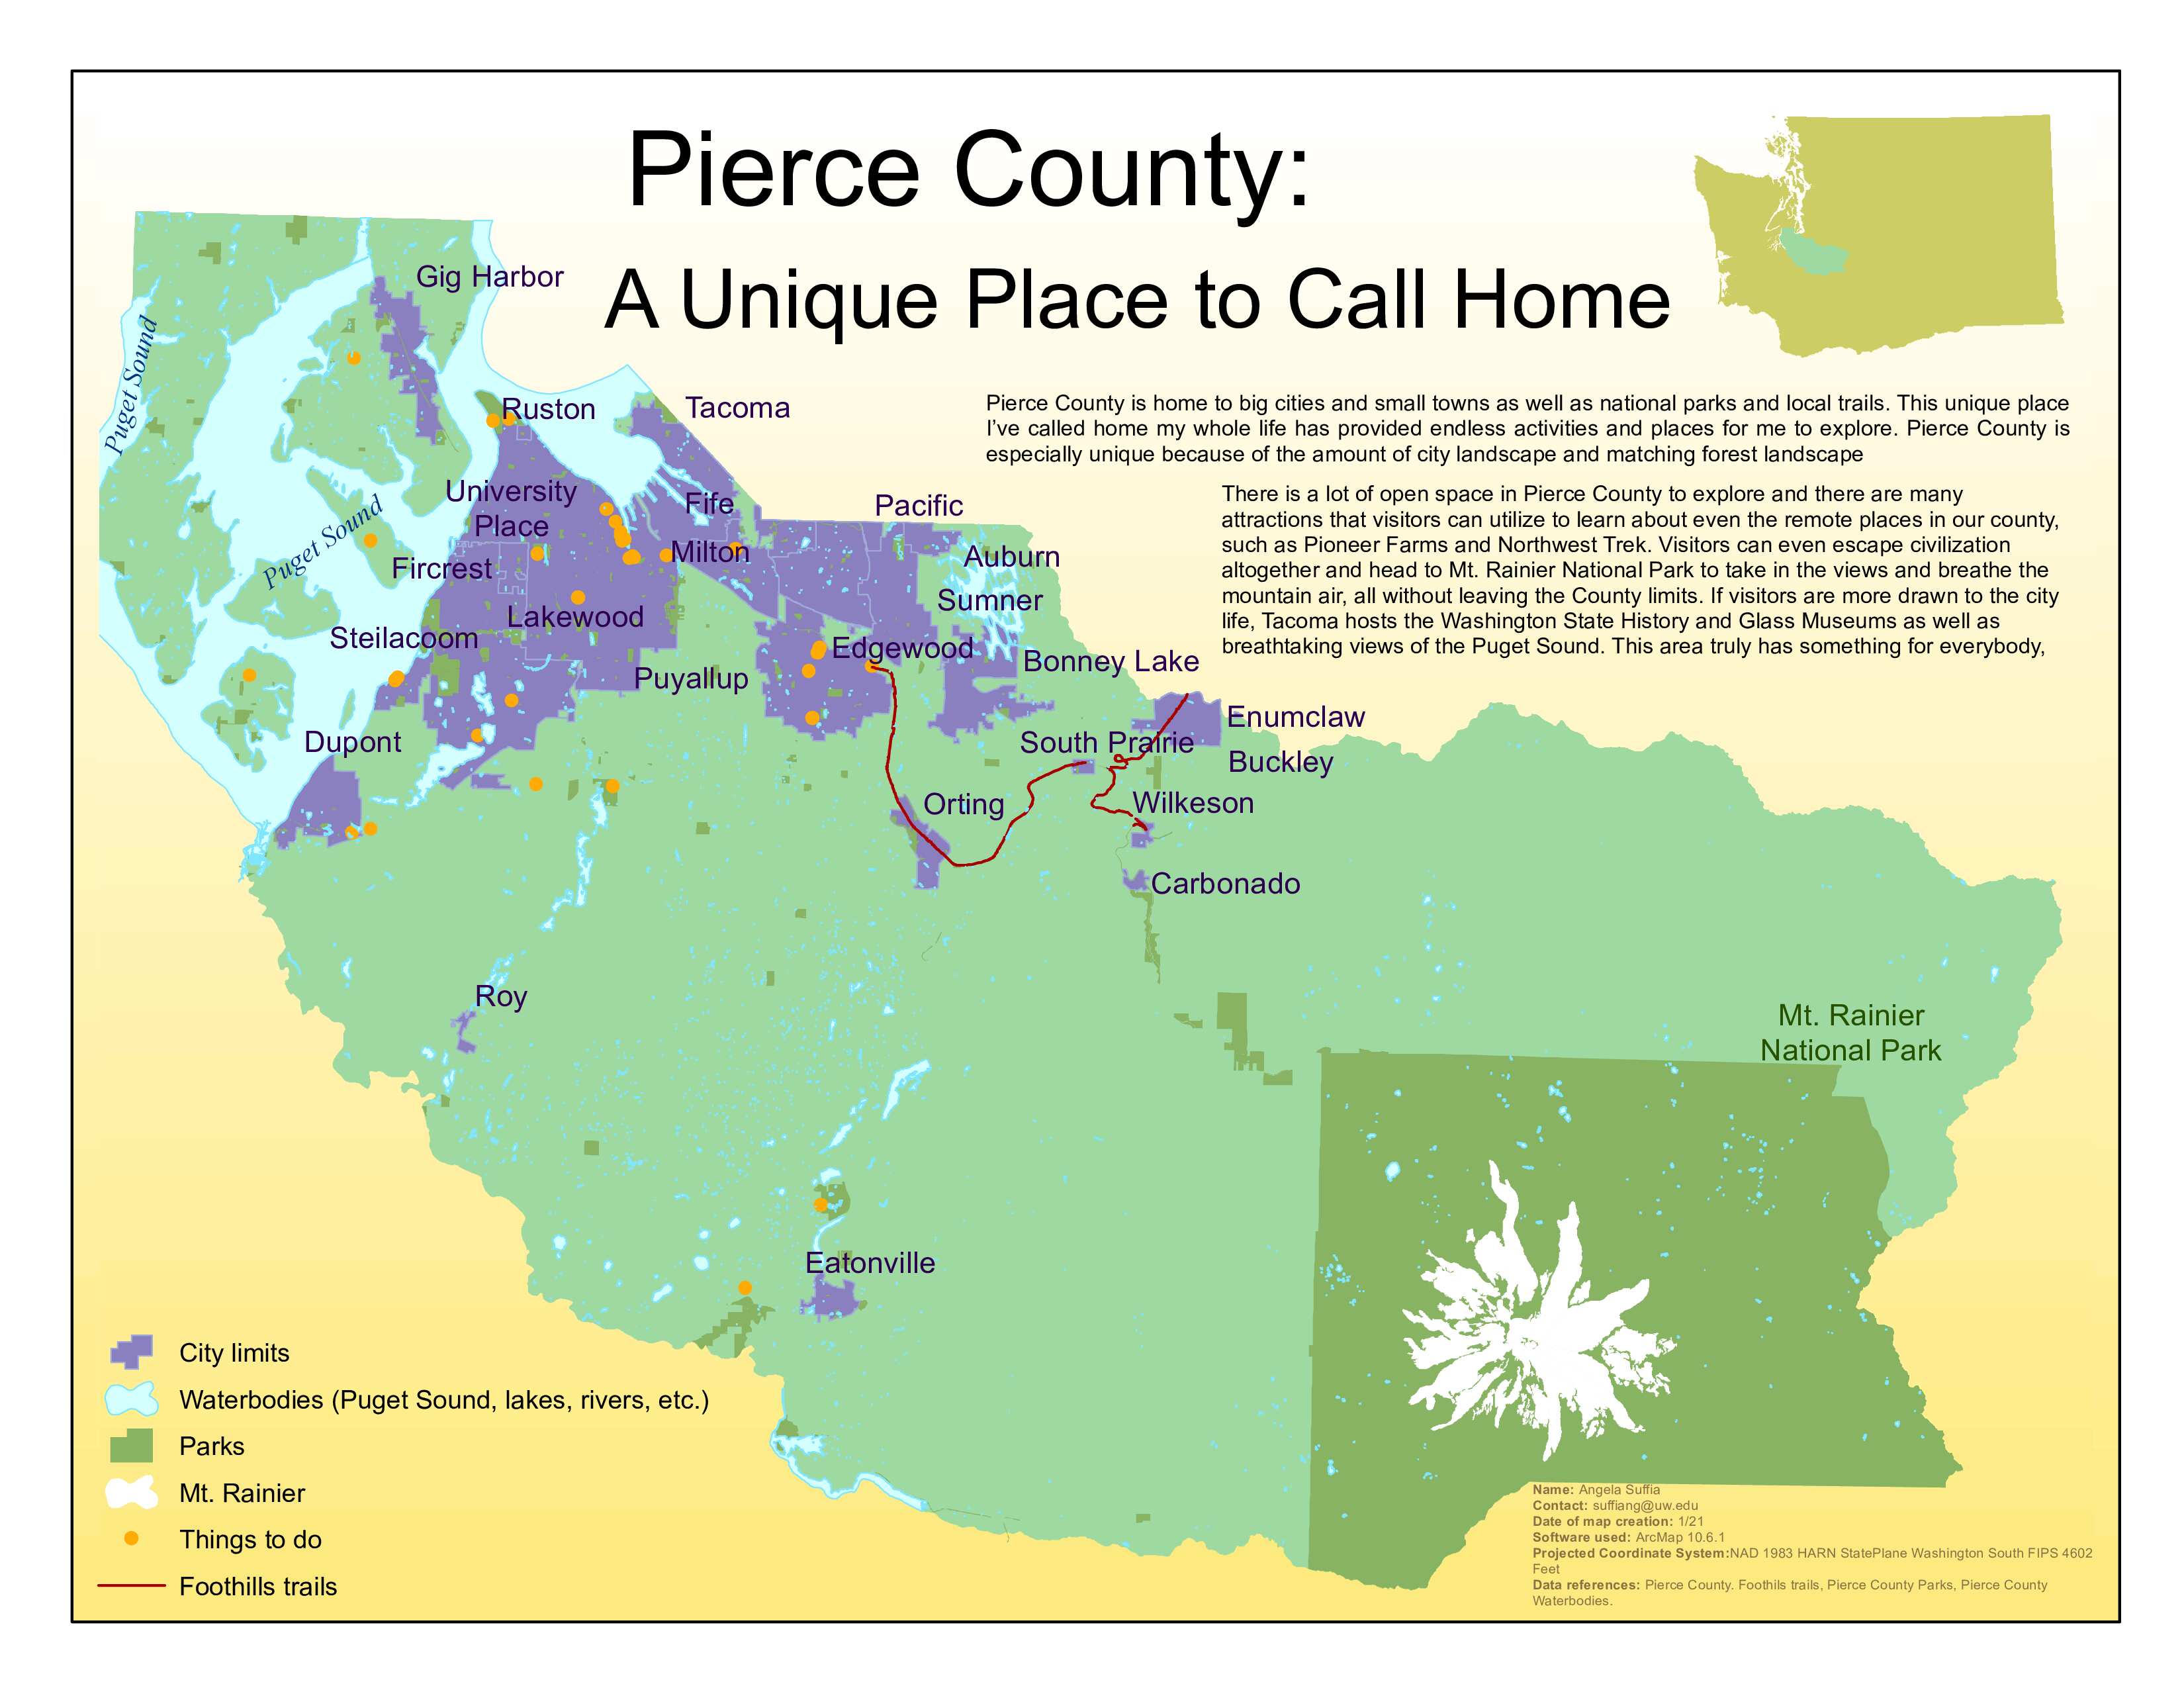 Pierce County:
A Unique Place to Call Home
Pierce County is home to big cities and small towns as well as national parks and local trails. This unique place
I've called home my whole life has provided endless activities and places for me to explore. Pierce County is
especially unique because of the amount of city landscape and matching forest landscape
There is a lot of open space in Pierce County to explore and there are many
attractions that visitors can utilize to learn about even the remote places in our county,
such as Pioneer Farms and Northwest Trek. Visitors can even escape civilization
altogether and head to Mt. Rainier National Park to take in the views and breathe the
mountain air, all without leaving the County limits. If visitors are more drawn to the city
life, Tacoma hosts the Washington State History and Glass Museums as well as
breathtaking views of the Puget Sound. This area truly has something for everybody,
Gig Harbor
Puget Sound
Ruston
Tacoma
University
Place
Fife
Pacific
Puget Sound
Fircrest
Milton
Auburn
Sumner
Lakewood
Steilacoom
Edgewood
Bonney Lake
Puyallup
Enumclaw
Dupont
South Prairie
Buckley
Orting
Wilkeson
Carbonado
Roy
Mt. Rainier
National Park
Eatonville
City limits
Waterbodies (Puget Sound, lakes, rivers, etc.)
Parks
Mt. Rainier
Things to do
Foothills trails
Name: Angela Suffia
Contact: suffiang@uw.edu
Date of map creation: 1/21
Software used: ArcMap 10.6.1
Projected Coordinate System:NAD 1983 HARN StatePlane Washington South FIPS 4602
Feet
Data references: Pierce County. Foothils trails, Pierce County Parks, Pierce County
Waterbodies.